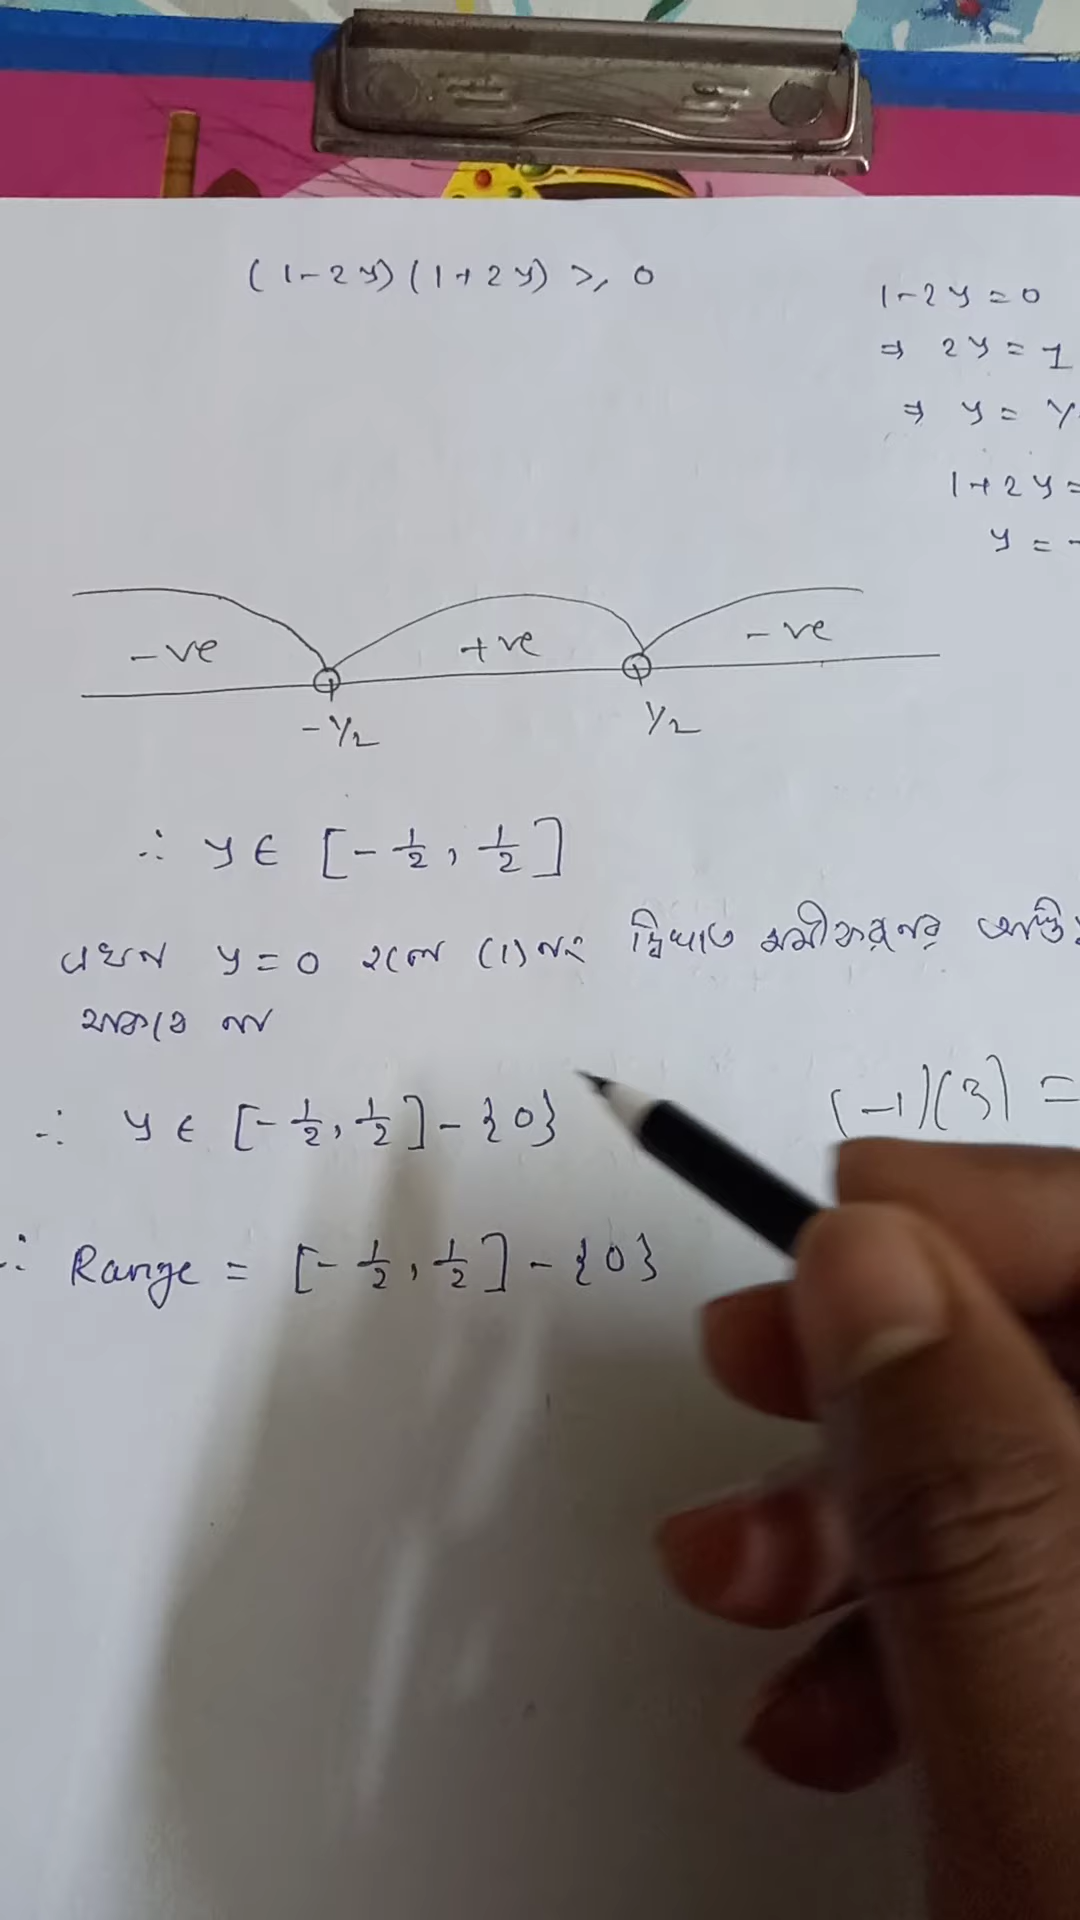 (1-2y)(1+2y) ≥ 0
1-2y=0
⇒ 2y = 1
⇒ y =
1+2y=
y = -
-ve +ve -ve
-1/2 1/2
∴ y ∈ [-1/2, 1/2]
এখন y=0 হলে (1)নং দ্বিঘাত সমীকরনের
থাকবে না
(-1)(3) =
∴ y ∈ [-1/2, 1/2] - {0}
∴ Range = [-1/2, 1/2] - {0}